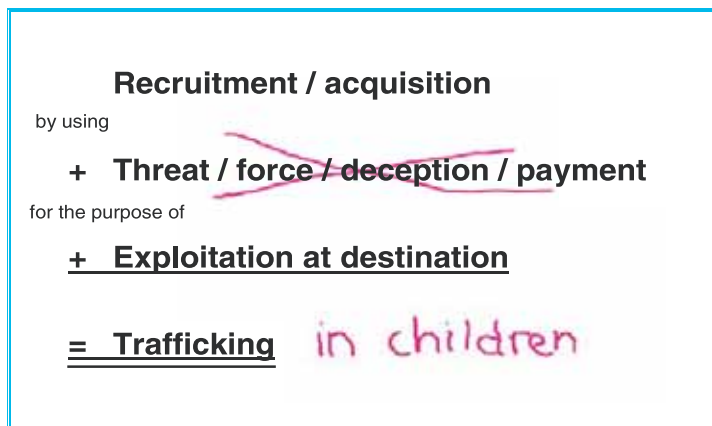 Recruitment / acquisition
by using
+ Threat / force / deception / payment
for the purpose of
+ Exploitation at destination
= Trafficking in children